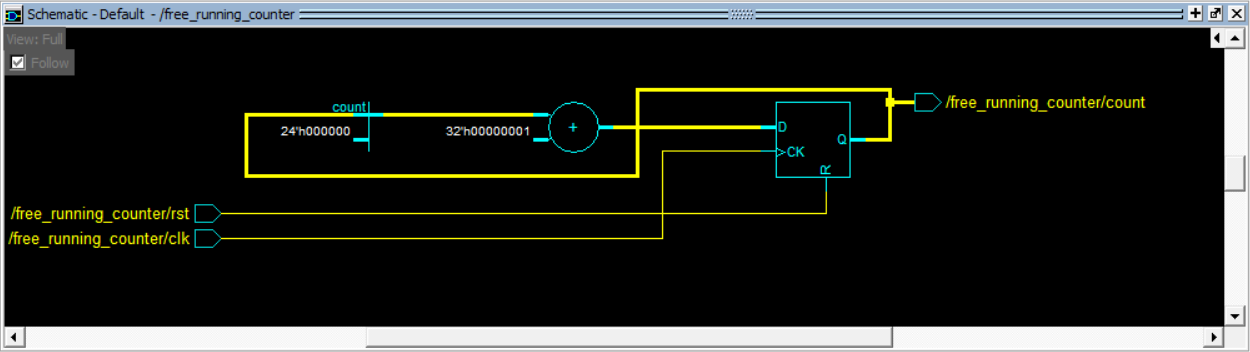 Schematic - Default - /free_running_counter
View: Full
Follow
count
24'h000000
32'h00000001
+
D
Q
CK
R
/free_running_counter/count
/free_running_counter/rst
/free_running_counter/clk